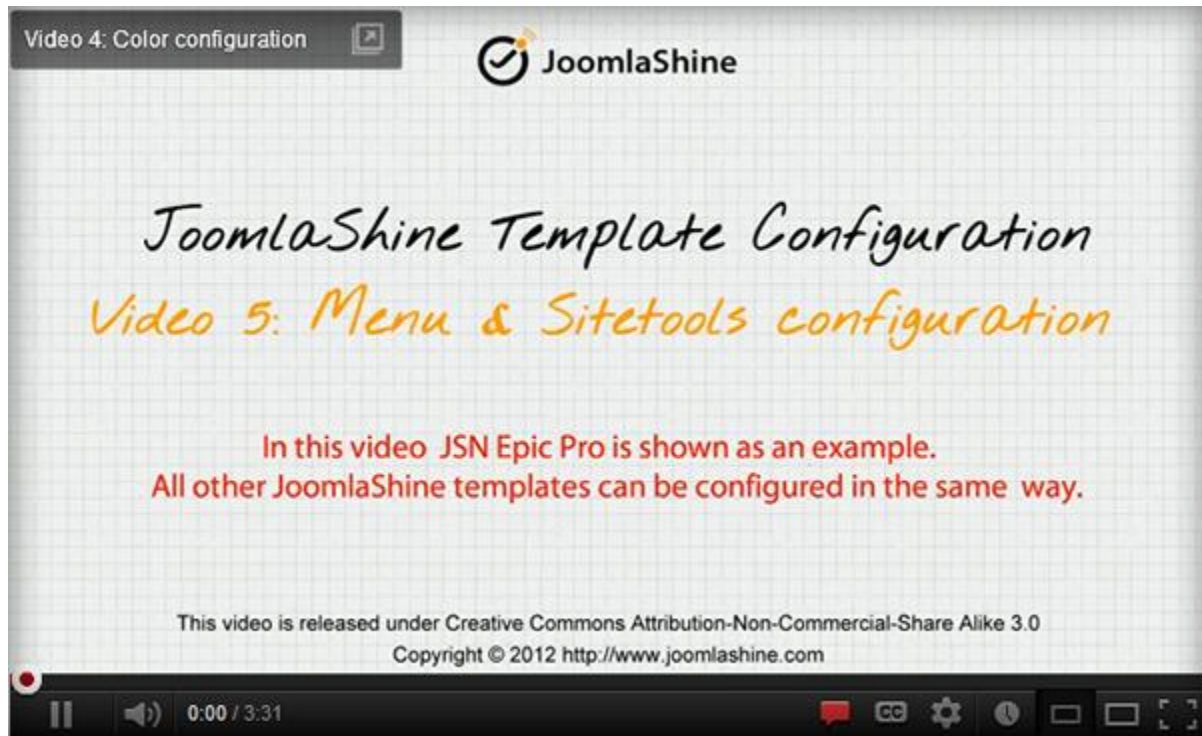 Video 4: Color configuration
JoomlaShine
JoomlaShine Template Configuration
Video 5: Menu & Sitetools configuration
In this video JSN Epic Pro is shown as an example.
All other JoomlaShine templates can be configured in the same way.
This video is released under Creative Commons Attribution-Non-Commercial-Share Alike 3.0
Copyright © 2012 http://www.joomlashine.com
0:00 / 3:31
CC